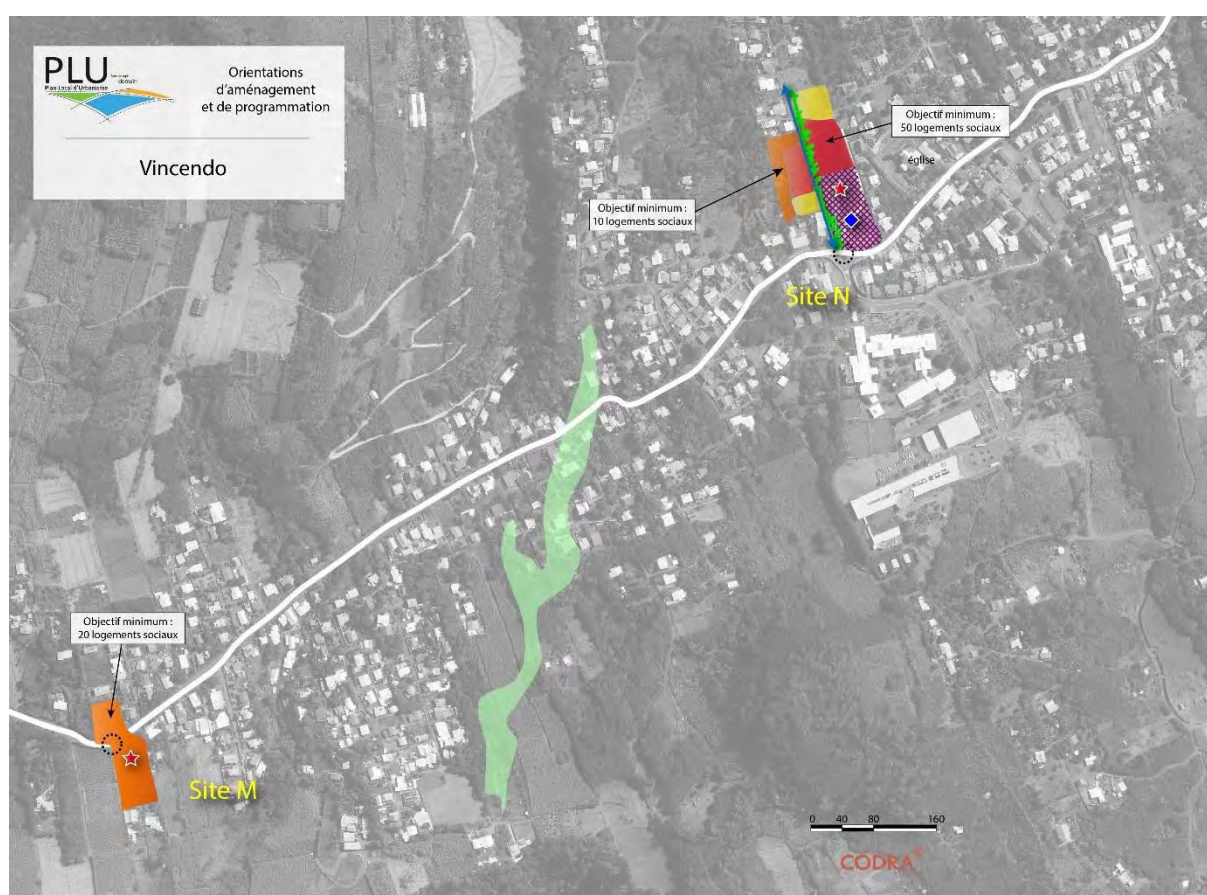 PLU
Plan Local d'Urbanisme
Orientations
d'aménagement
et de programmation
Vincendo
Objectif minimum :
50 logements sociaux
église
Objectif minimum :
10 logements sociaux
Site N
Objectif minimum :
20 logements sociaux
Site M
0 40 80 160
CODRA